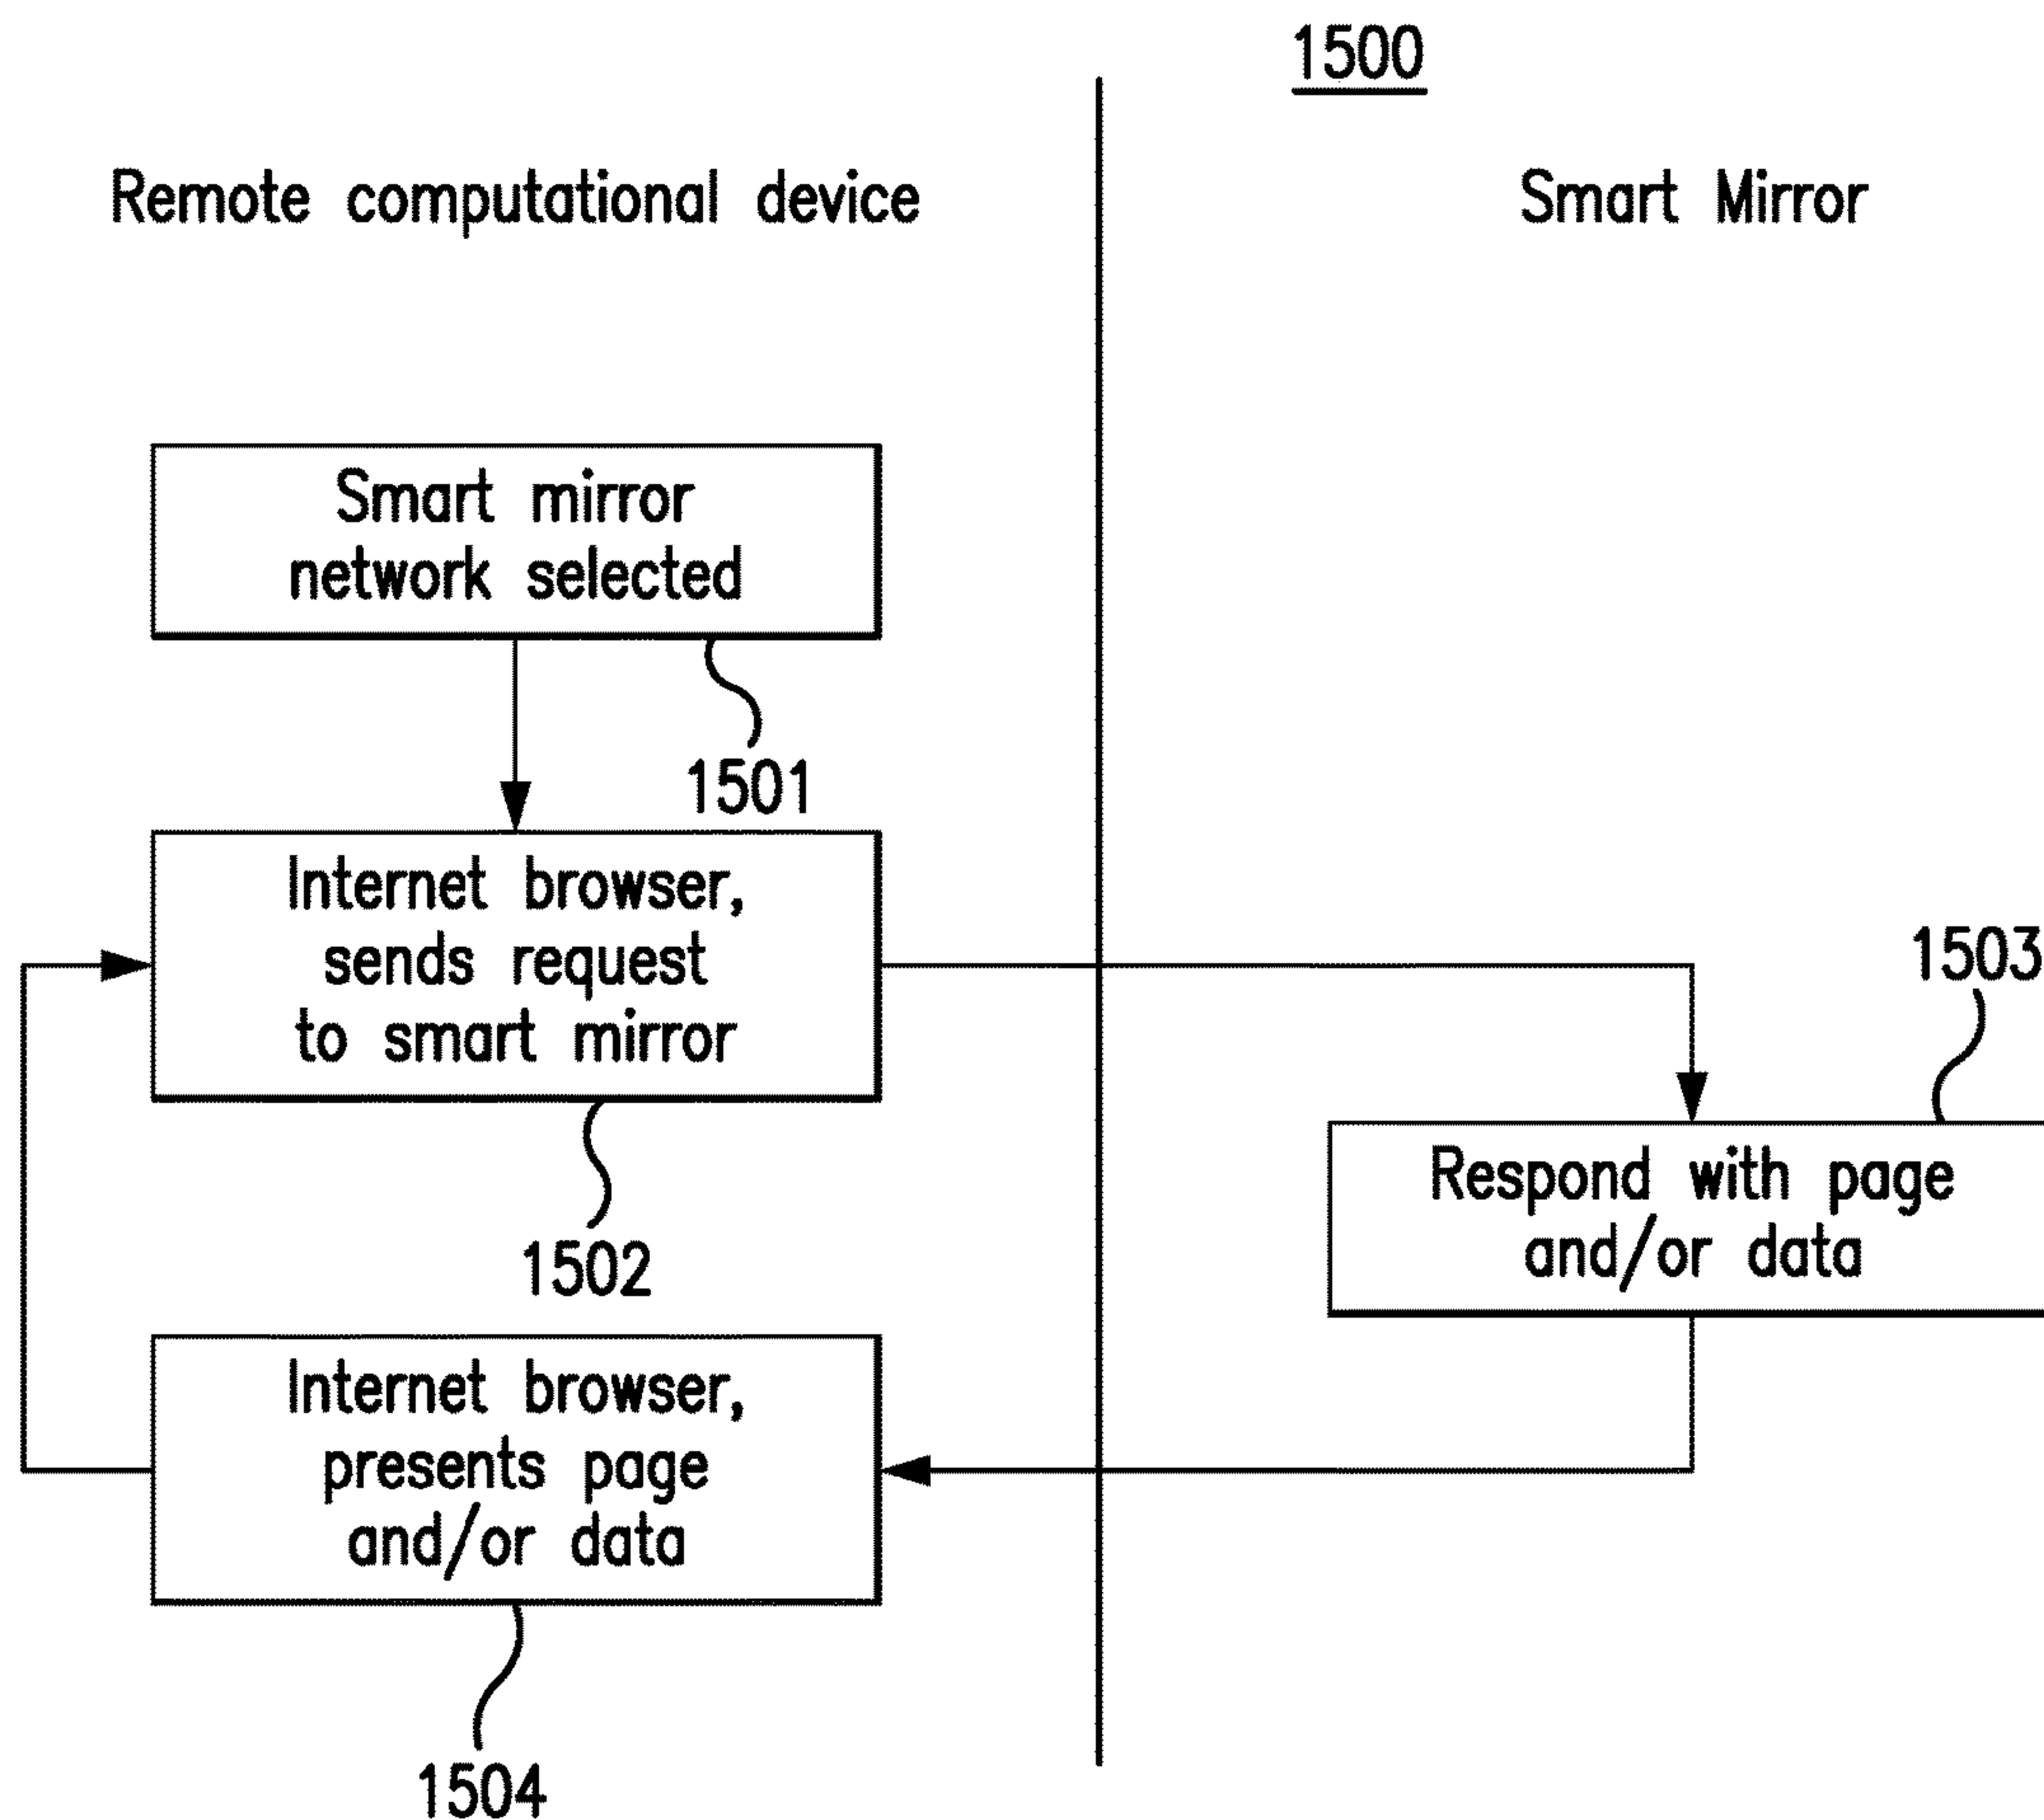 1500
Remote computational device
Smart Mirror
Smart mirror
network selected
1501
Internet browser,
sends request
to smart mirror
1502
1503
Respond with page
and/or data
Internet browser,
presents page
and/or data
1504